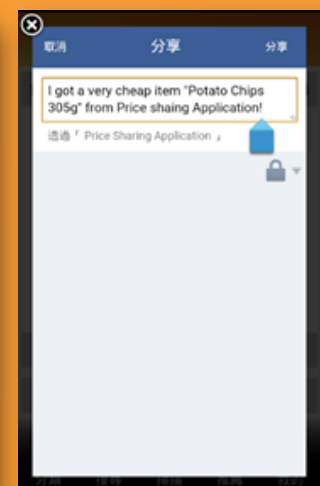 取消 分享 分享
I got a very cheap item "Potato Chips
305g" from Price shaing Application!
透過「 Price Sharing Application 」